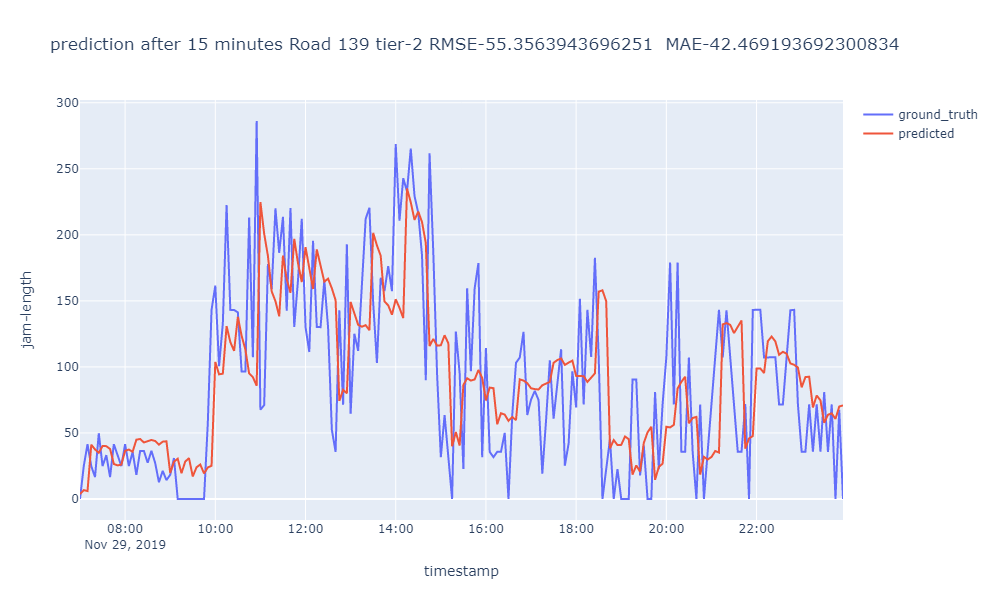 prediction after 15 minutes Road 139 tier-2 RMSE-55.3563943696251  MAE-42.469193692300834
ground_truth
predicted
jam-length
300
250
200
150
100
50
0
08:00 10:00 12:00 14:00 16:00 18:00 20:00 22:00
Nov 29, 2019
timestamp